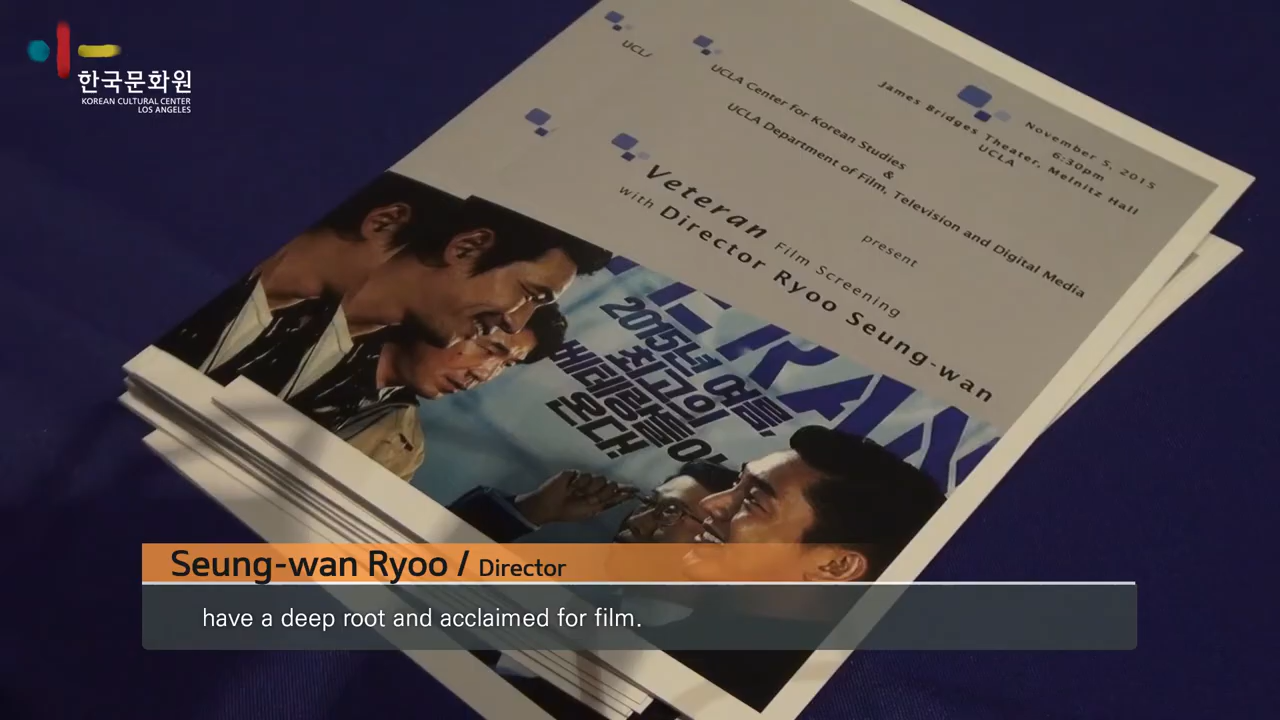 한국문화원
KOREAN CULTURAL CENTER
LOS ANGELES
November 5, 2015
6:30pm
James Bridges Theater, Melnitz Hall
UCLA
UCLA Center for Korean Studies
&
UCLA Department of Film, Television and Digital Media
present
Veteran Film Screening
with Director Ryoo Seung-wan
ERAN
2015년 여름,
최고의
베테랑들이
온다!
Seung-wan Ryoo / Director
have a deep root and acclaimed for film.